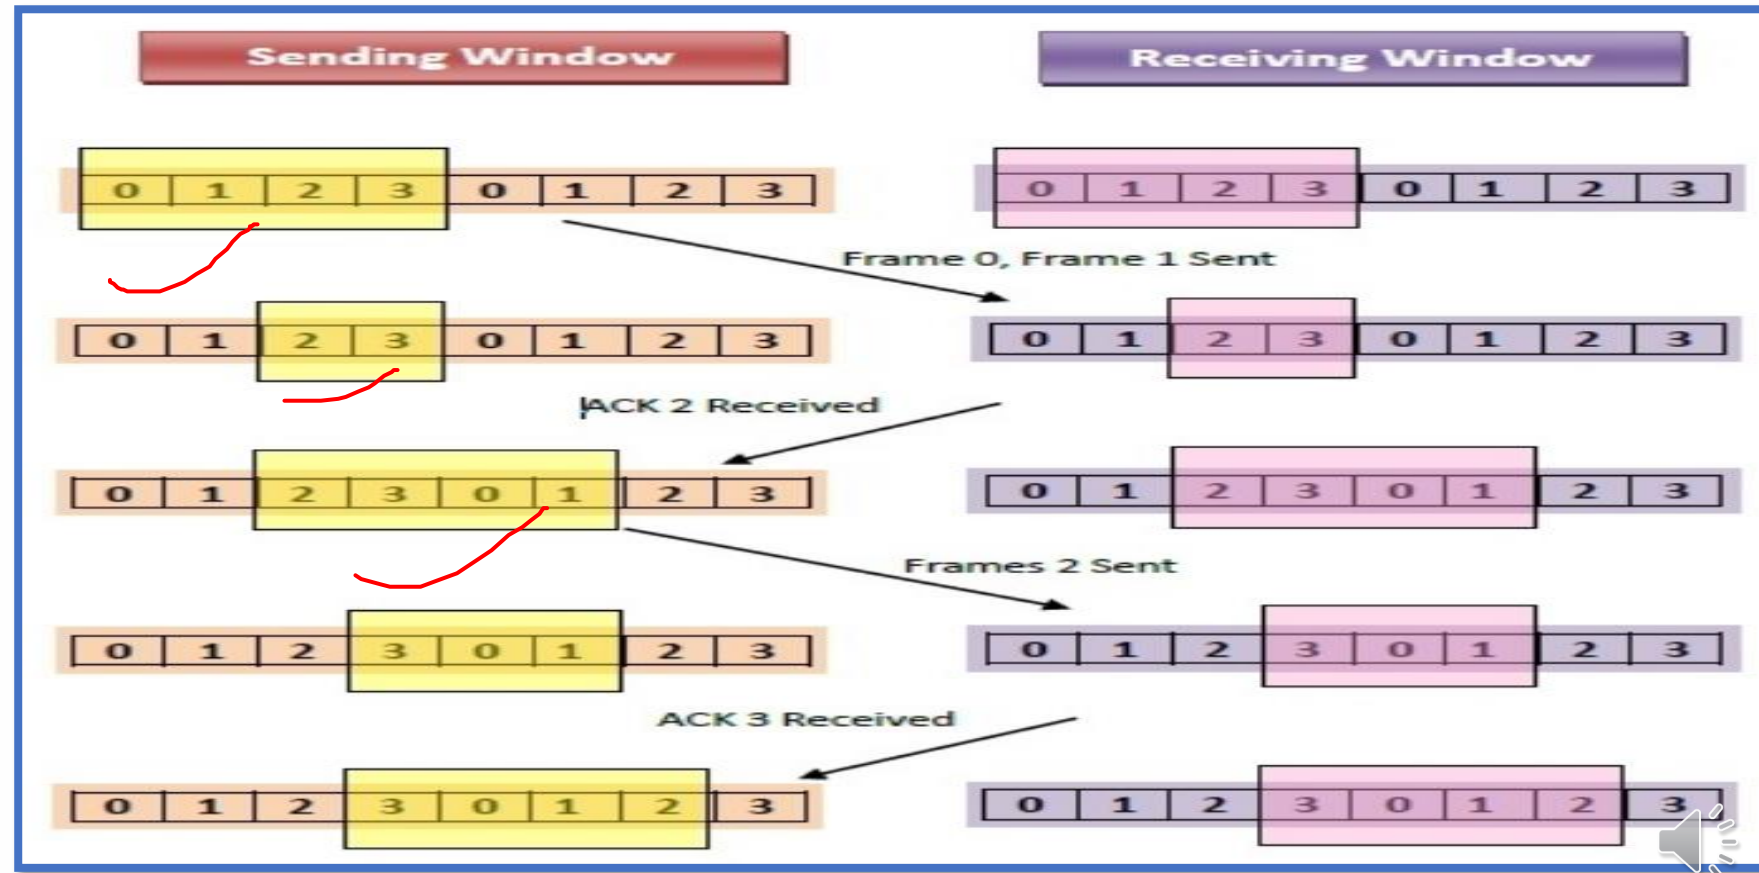 Sending Window Receiving Window
0 1 2 3 0 1 2 3 0 1 2 3 0 1 2 3
Frame 0, Frame 1 Sent
0 1 2 3 0 1 2 3 0 1 2 3 0 1 2 3
ACK 2 Received
0 1 2 3 0 1 2 3 0 1 2 3 0 1 2 3
Frames 2 Sent
0 1 2 3 0 1 2 3 0 1 2 3 0 1 2 3
ACK 3 Received
0 1 2 3 0 1 2 3 0 1 2 3 0 1 2 3